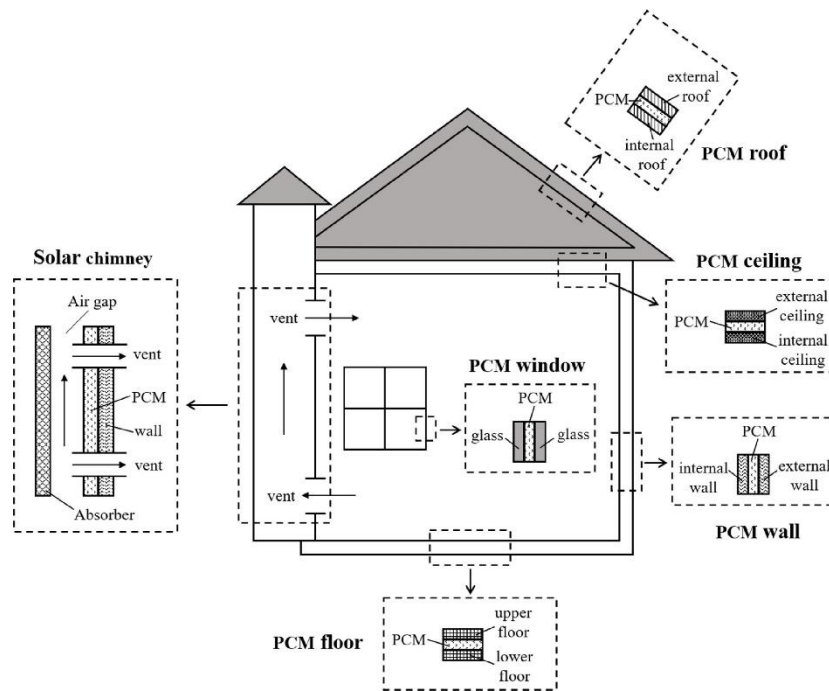 external
roof
PCM
internal
roof
PCM roof
Solar chimney
Air gap
vent
PCM
wall
vent
Absorber
vent
vent
PCM window
PCM
glass
glass
PCM ceiling
external
ceiling
PCM
internal
ceiling
PCM
internal
wall
external
wall
PCM wall
PCM floor
upper
floor
PCM
lower
floor